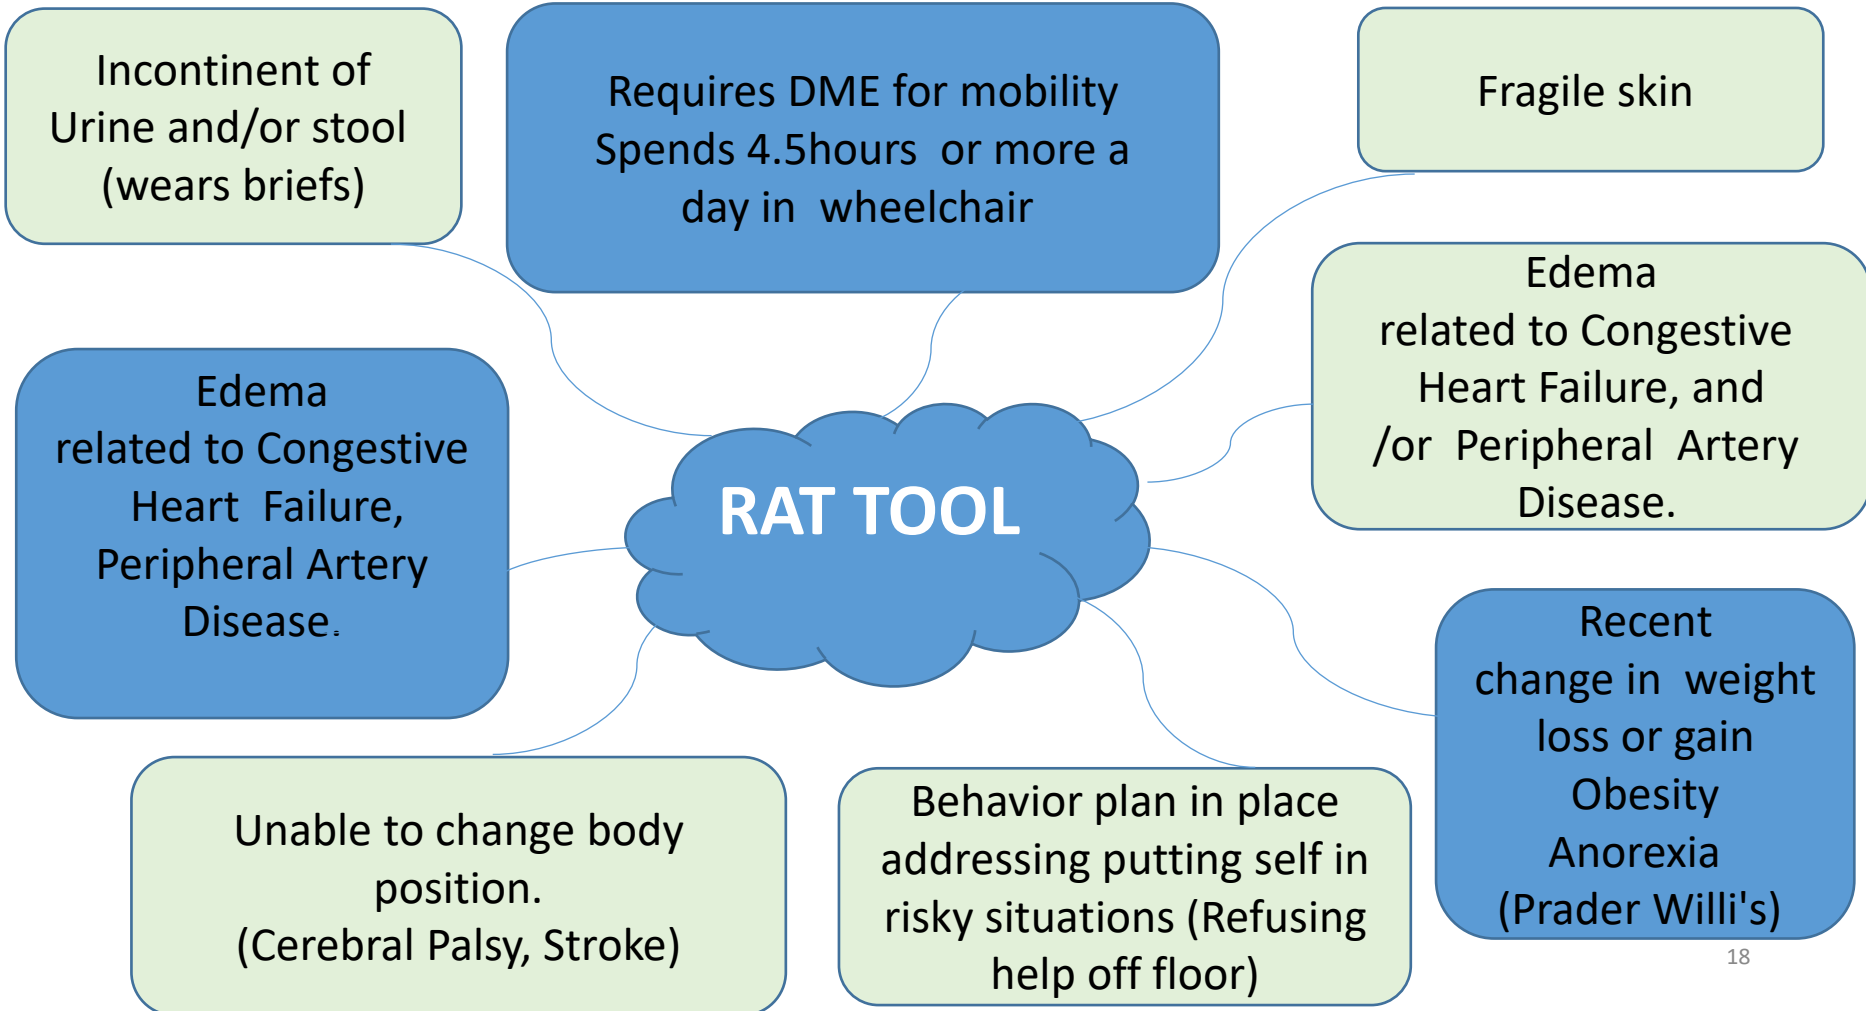 Incontinent of
Urine and/or stool
(wears briefs)
Requires DME for mobility
Spends 4.5hours or more a
day in wheelchair
Fragile skin
Edema
related to Congestive
Heart Failure, and
/or Peripheral Artery
Disease.
Edema
related to Congestive
Heart Failure,
Peripheral Artery
Disease.
RAT TOOL
Recent
change in weight
loss or gain
Obesity
Anorexia
(Prader Willi's)
Unable to change body
position.
(Cerebral Palsy, Stroke)
Behavior plan in place
addressing putting self in
risky situations (Refusing
help off floor)
18